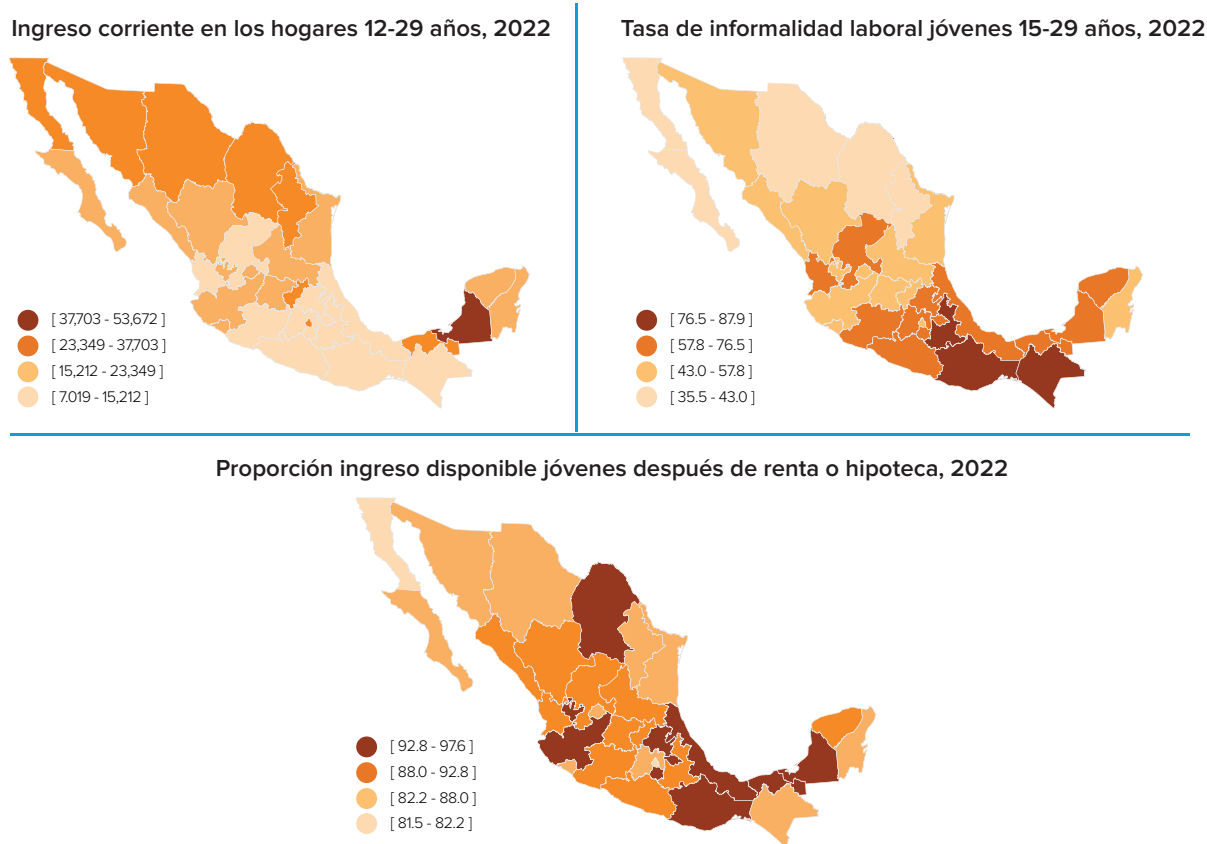 Ingreso corriente en los hogares 12-29 años, 2022
[ 37,703 - 53,672 ]
[ 23,349 - 37,703 ]
[ 15,212 - 23,349 ]
[ 7.019 - 15,212 ]
Tasa de informalidad laboral jóvenes 15-29 años, 2022
[ 76.5 - 87.9 ]
[ 57.8 - 76.5 ]
[ 43.0 - 57.8 ]
[ 35.5 - 43.0 ]
Proporción ingreso disponible jóvenes después de renta o hipoteca, 2022
[ 92.8 - 97.6 ]
[ 88.0 - 92.8 ]
[ 82.2 - 88.0 ]
[ 81.5 - 82.2 ]